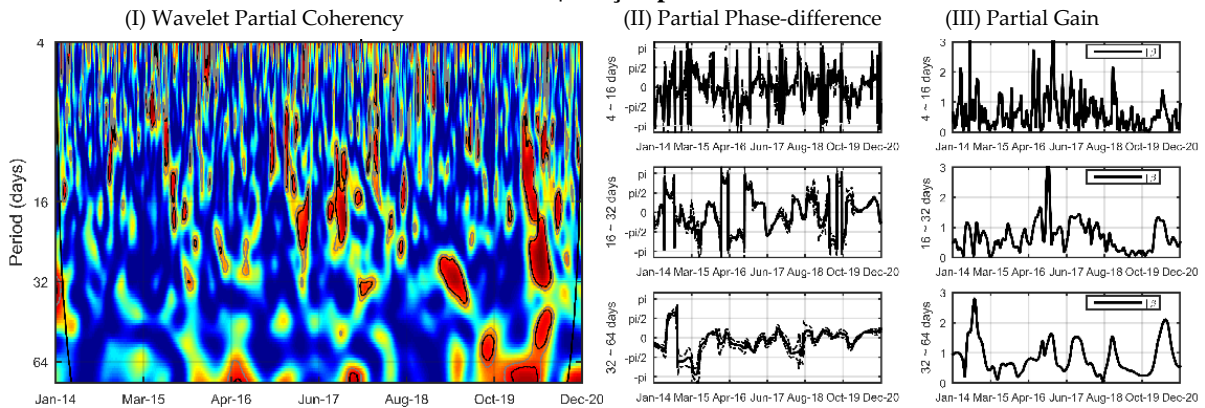 (I) Wavelet Partial Coherency
(II) Partial Phase-difference
(III) Partial Gain
4
16
32
64
Period (days)
Jan-14 Mar-15 Apr-16 Jun-17 Aug-18 Oct-19 Dec-20
4 ~ 16 days
pi
pi/2
0
-pi/2
-pi
Jan-14 Mar-15 Apr-16 Jun-17 Aug-18 Oct-19 Dec-20
16 ~ 32 days
pi
pi/2
0
-pi/2
-pi
Jan-14 Mar-15 Apr-16 Jun-17 Aug-18 Oct-19 Dec-20
32 ~ 64 days
pi
pi/2
0
-pi/2
-pi
Jan-14 Mar-15 Apr-16 Jun-17 Aug-18 Oct-19 Dec-20
4 ~ 16 days
3
2
1
0
Jan-14 Mar-15 Apr-16 Jun-17 Aug-18 Oct-19 Dec-20
16 ~ 32 days
3
2
1
0
Jan-14 Mar-15 Apr-16 Jun-17 Aug-18 Oct-19 Dec-20
32 ~ 64 days
3
2
1
0
Jan-14 Mar-15 Apr-16 Jun-17 Aug-18 Oct-19 Dec-20